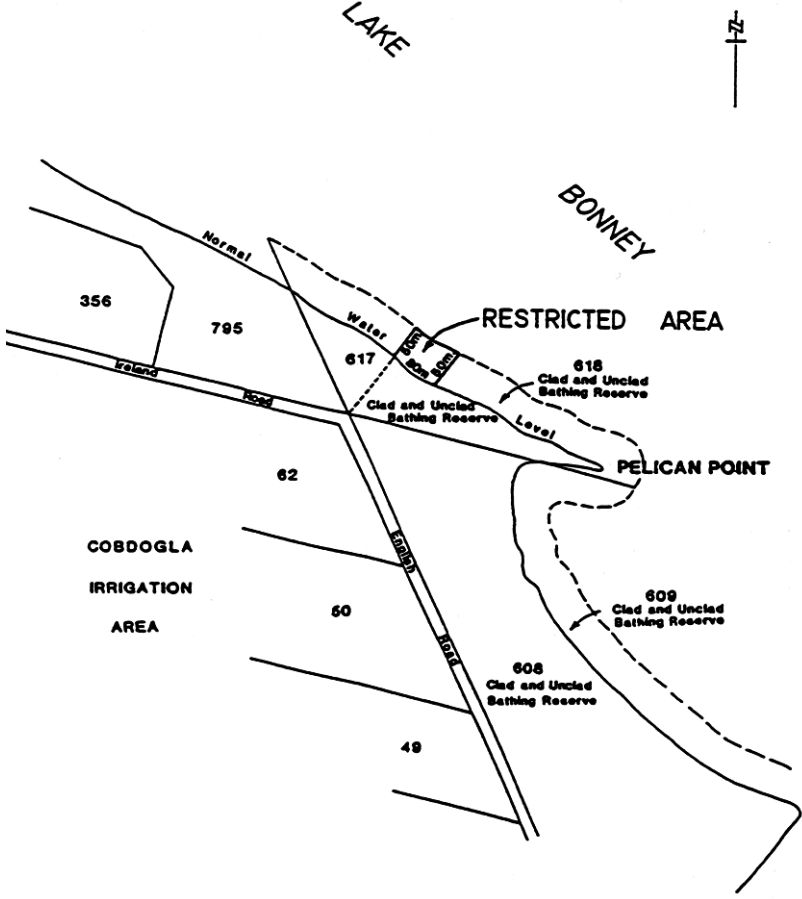 LAKE
N
BONNEY
Normal
356
795
Water
RESTRICTED AREA
50m
80m
50m
617
618
Clad and Unclad
Bathing Reserve
Ireland
Road
Clad and Unclad
Bathing Reserve
Level
PELICAN POINT
62
COBDOGLA
IRRIGATION
AREA
English
Road
50
609
Clad and Unclad
Bathing Reserve
608
Clad and Unclad
Bathing Reserve
49